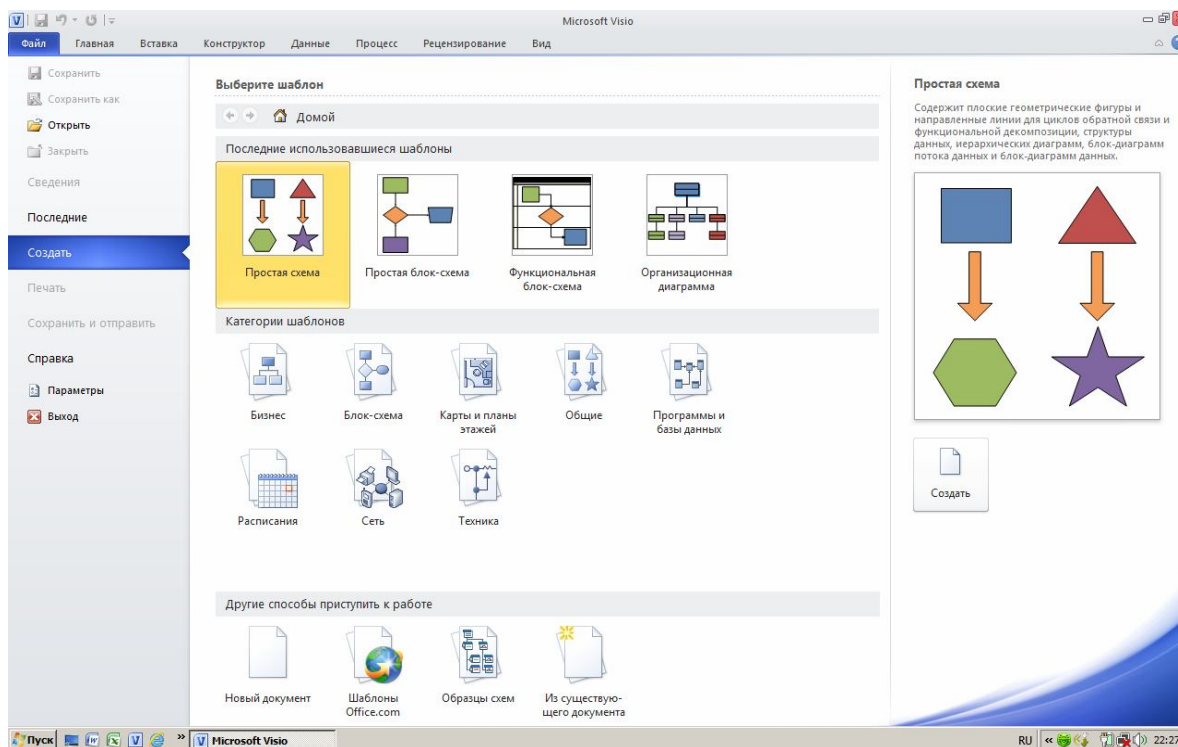 Microsoft Visio
Файл Главная Вставка Конструктор Данные Процесс Рецензирование Вид
Сохранить
Сохранить как
Открыть
Закрыть
Сведения
Последние
Создать
Печать
Сохранить и отправить
Справка
Параметры
Выход
Выберите шаблон
Домой
Последние использовавшиеся шаблоны
Простая схема
Простая блок-схема
Функциональная
блок-схема
Организационная
диаграмма
Категории шаблонов
Бизнес
Блок-схема
Карты и планы
этажей
Общие
Программы и
базы данных
Расписания
Сеть
Техника
Другие способы приступить к работе
Новый документ
Шаблоны
Office.com
Образцы схем
Из существую-
щего документа
Простая схема
Содержит плоские геометрические фигуры и
направленные линии для циклов обратной связи и
функциональной декомпозиции, структуры
данных, иерархических диаграмм, блок-диаграмм
потока данных и блок-диаграмм данных.
Создать
Пуск
Microsoft Visio
RU
22:27